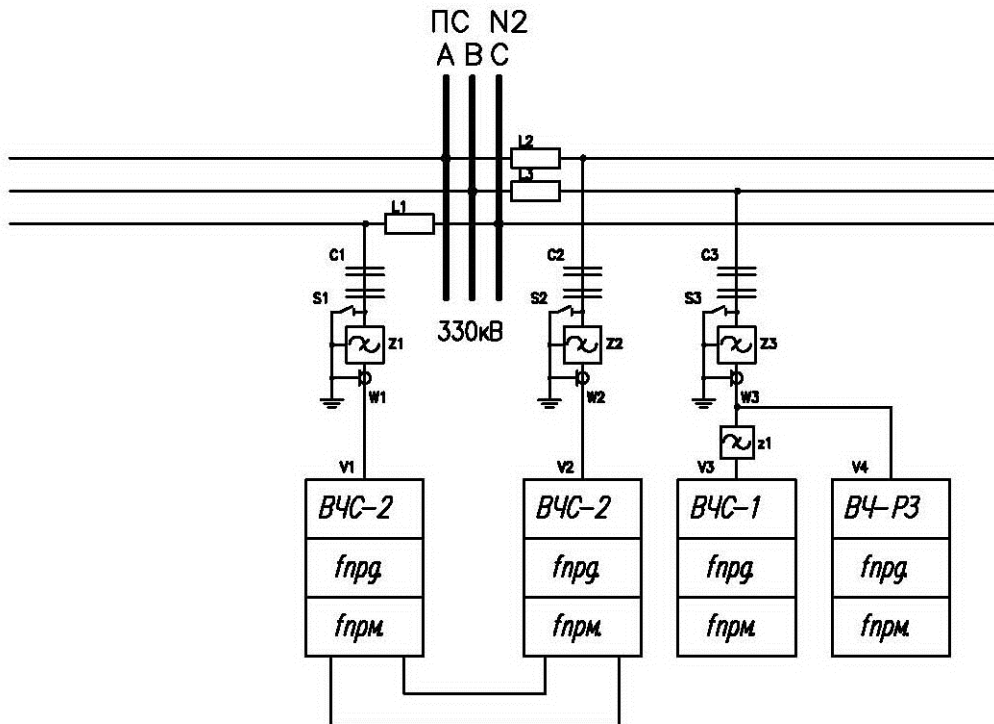 ПС N2
A B C
L2
L3
L1
C1
C2
C3
S1
S2
S3
330кВ
Z1
Z2
Z3
W1
W2
W3
z1
V1
V2
V3
V4
ВЧС-2
ВЧС-2
ВЧС-1
ВЧ-РЗ
fпрд.
fпрд.
fпрд.
fпрд.
fпрм.
fпрм.
fпрм.
fпрм.